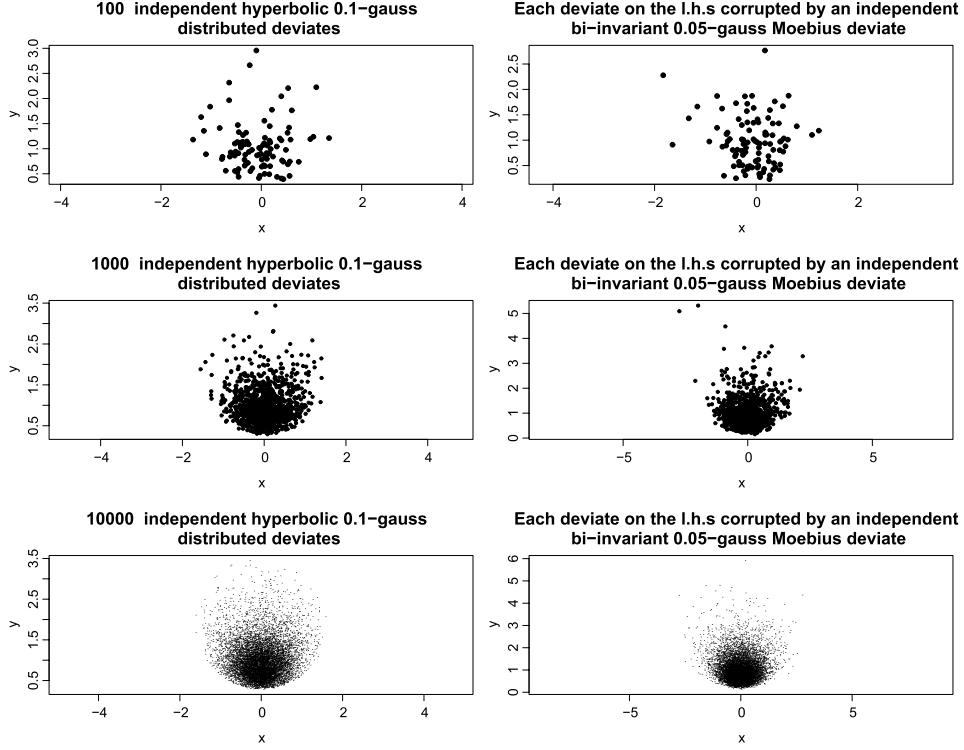 100 independent hyperbolic 0.1−gauss
distributed deviates
Each deviate on the l.h.s corrupted by an independent
bi−invariant 0.05−gauss Moebius deviate
3.0
2.5
2.0
1.5
1.0
0.5
y
−4
−2
0
2
4
x
2.5
2.0
1.5
1.0
0.5
y
−4
−2
0
2
x
1000 independent hyperbolic 0.1−gauss
distributed deviates
Each deviate on the l.h.s corrupted by an independent
bi−invariant 0.05−gauss Moebius deviate
3.5
2.5
1.5
0.5
y
−4
−2
0
2
4
x
5
4
3
2
1
0
y
−5
0
5
x
10000 independent hyperbolic 0.1−gauss
distributed deviates
Each deviate on the l.h.s corrupted by an independent
bi−invariant 0.05−gauss Moebius deviate
3.5
2.5
1.5
0.5
y
−4
−2
0
2
4
x
6
5
4
3
2
1
0
y
−5
0
5
x